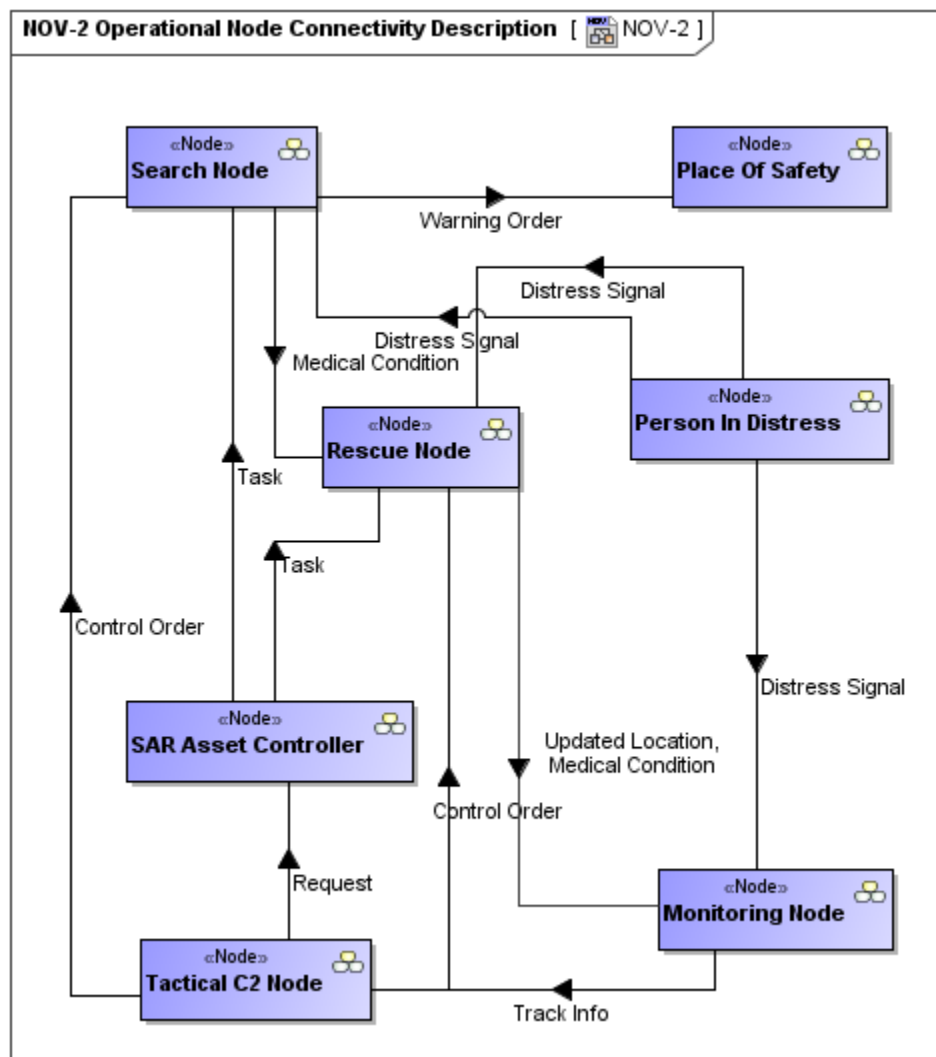 NOV-2 Operational Node Connectivity Description [ NOV-2 ]
«Node»
Search Node
«Node»
Place Of Safety
Warning Order
Distress Signal
Distress Signal
Medical Condition
«Node»
Person In Distress
«Node»
Rescue Node
Task
Task
Control Order
Distress Signal
«Node»
SAR Asset Controller
Updated Location,
Medical Condition
Control Order
Request
«Node»
Monitoring Node
«Node»
Tactical C2 Node
Track Info